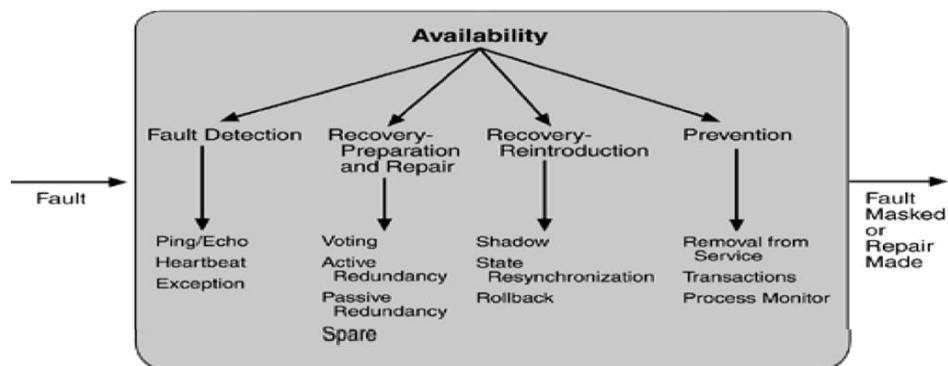 Availability
Fault Detection
Recovery-
Preparation
and Repair
Recovery-
Reintroduction
Prevention
Fault
Ping/Echo
Heartbeat
Exception
Voting
Active
Redundancy
Passive
Redundancy
Spare
Shadow
State
Resynchronization
Rollback
Removal from
Service
Transactions
Process Monitor
Fault
Masked
or
Repair
Made